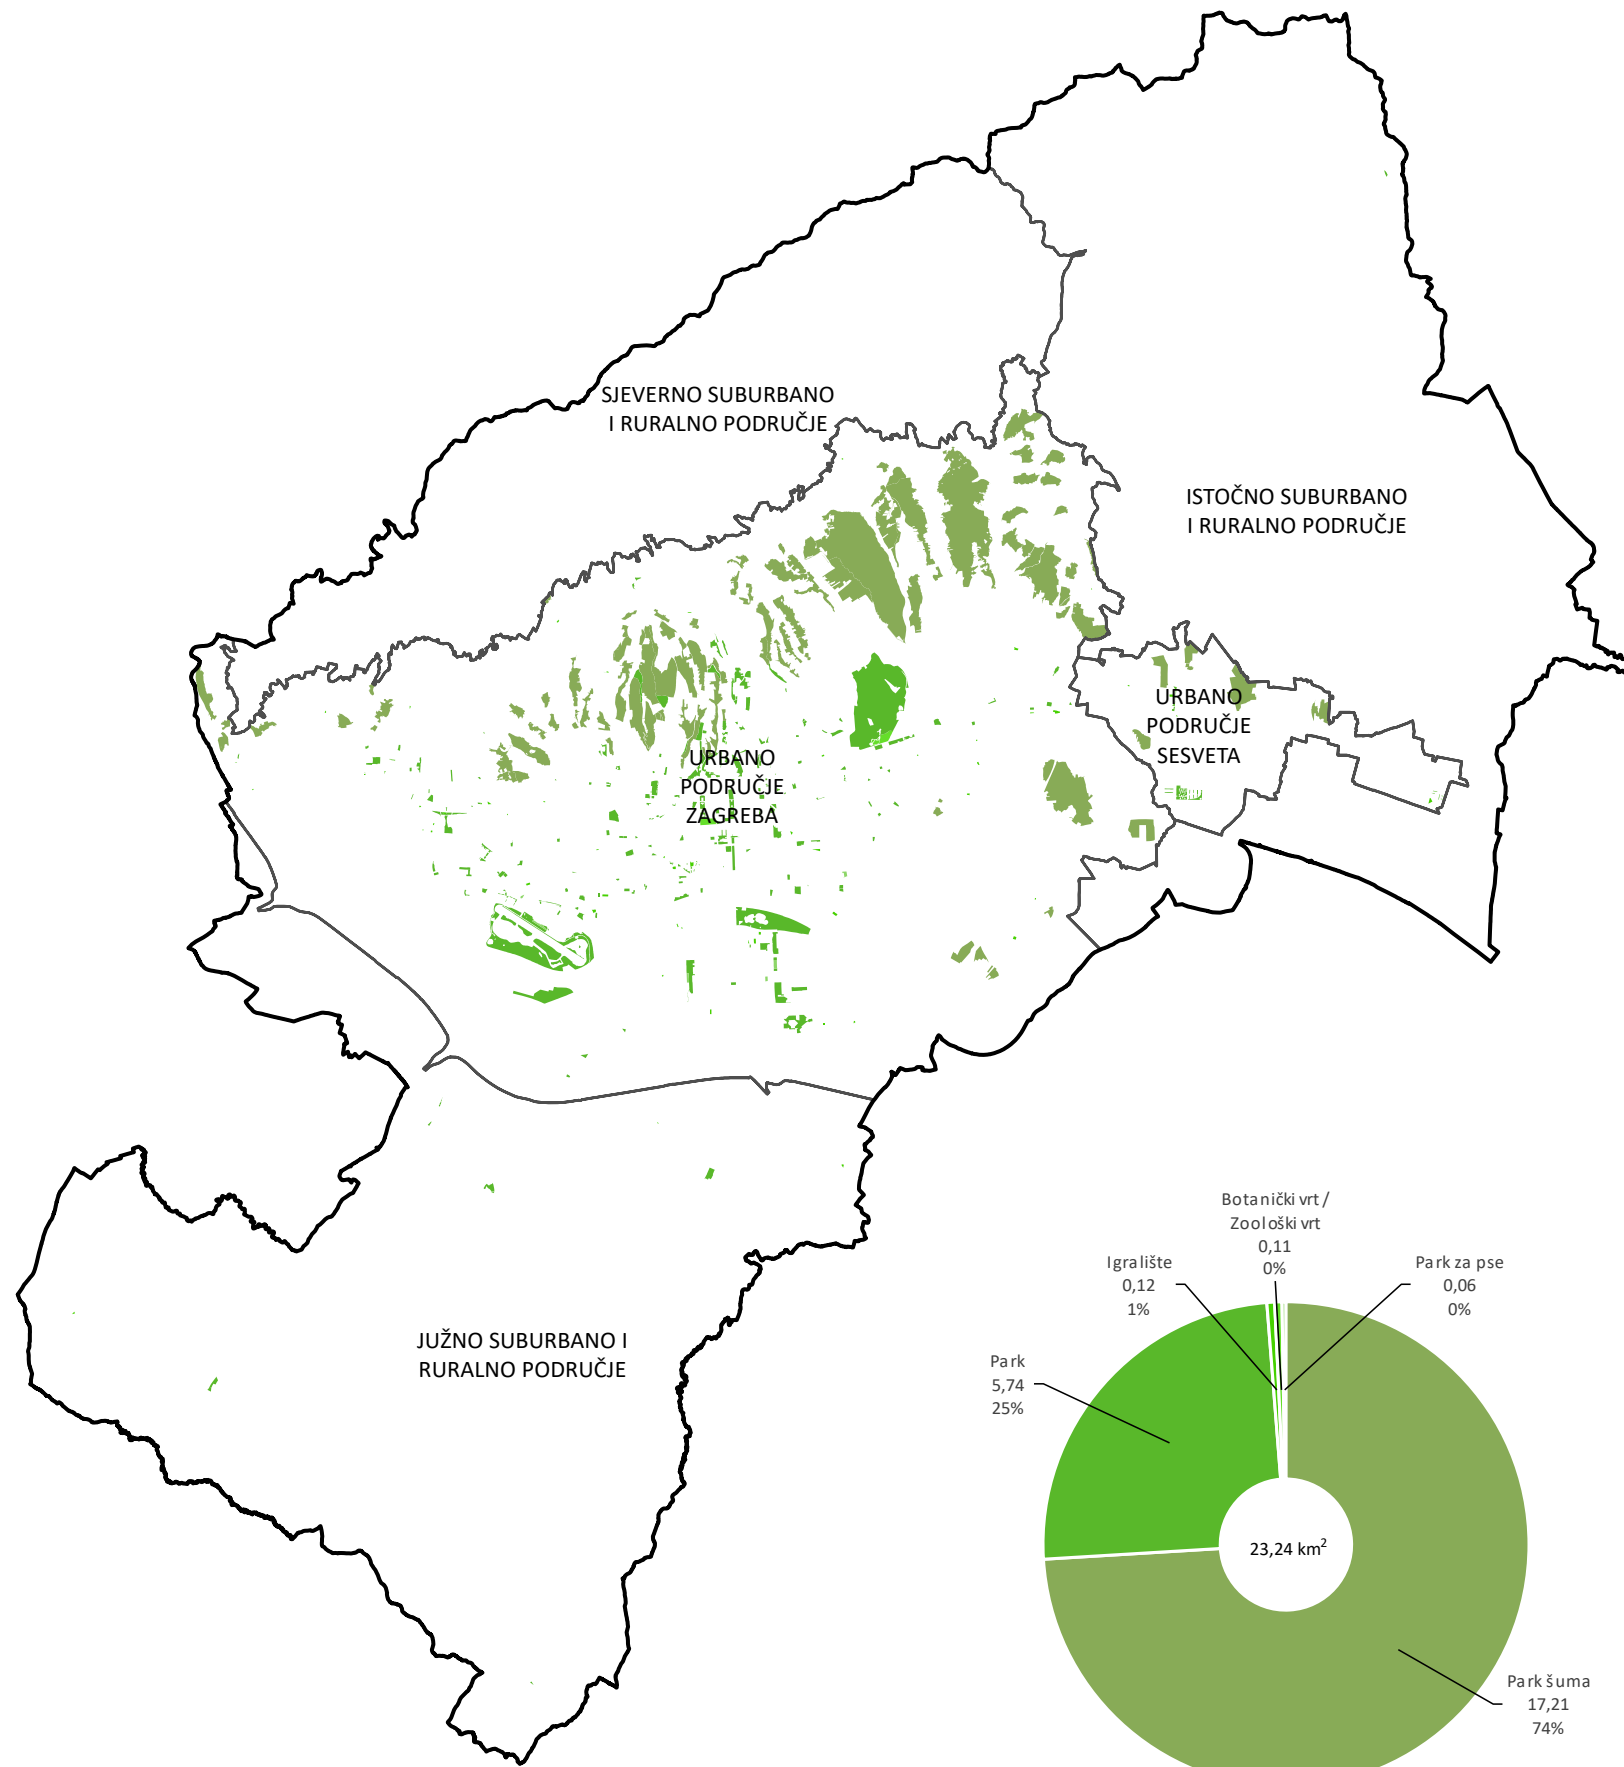 SJEVERNO SUBURBANO
I RURALNO PODRUČJE
ISTOČNO SUBURBANO
I RURALNO PODRUČJE
URBANO
PODRUČJE
SESVETA
URBANO
PODRUČJE
ZAGREBA
JUŽNO SUBURBANO I
RURALNO PODRUČJE
Botanički vrt /
Zoološki vrt
0,11
0%
Igralište
0,12
1%
Park za pse
0,06
0%
Park
5,74
25%
23,24 km²
Park šuma
17,21
74%